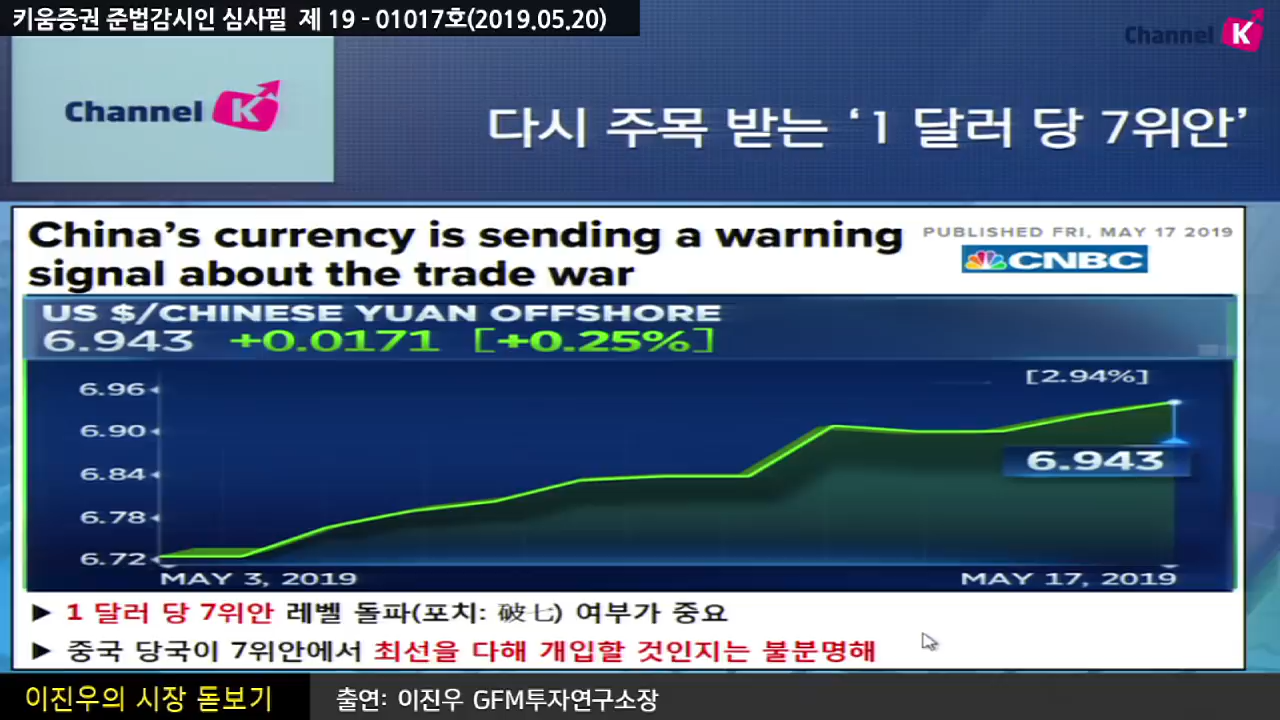 키움증권 준법감시인 심사필 제 19 - 01017호(2019.05.20)
Channel K
Channel K
다시 주목 받는 ‘1 달러 당 7위안’
China’s currency is sending a warning
signal about the trade war
PUBLISHED FRI, MAY 17 2019
CNBC
US $/CHINESE YUAN OFFSHORE
6.943 +0.0171 [+0.25%]
[2.94%]
6.96
6.90
6.84
6.78
6.72
6.943
MAY 3, 2019 MAY 17, 2019
▶ 1 달러 당 7위안 레벨 돌파(포치: 破七) 여부가 중요
▶ 중국 당국이 7위안에서 최선을 다해 개입할 것인지는 불분명해
이진우의 시장 돋보기
출연: 이진우 GFM투자연구소장